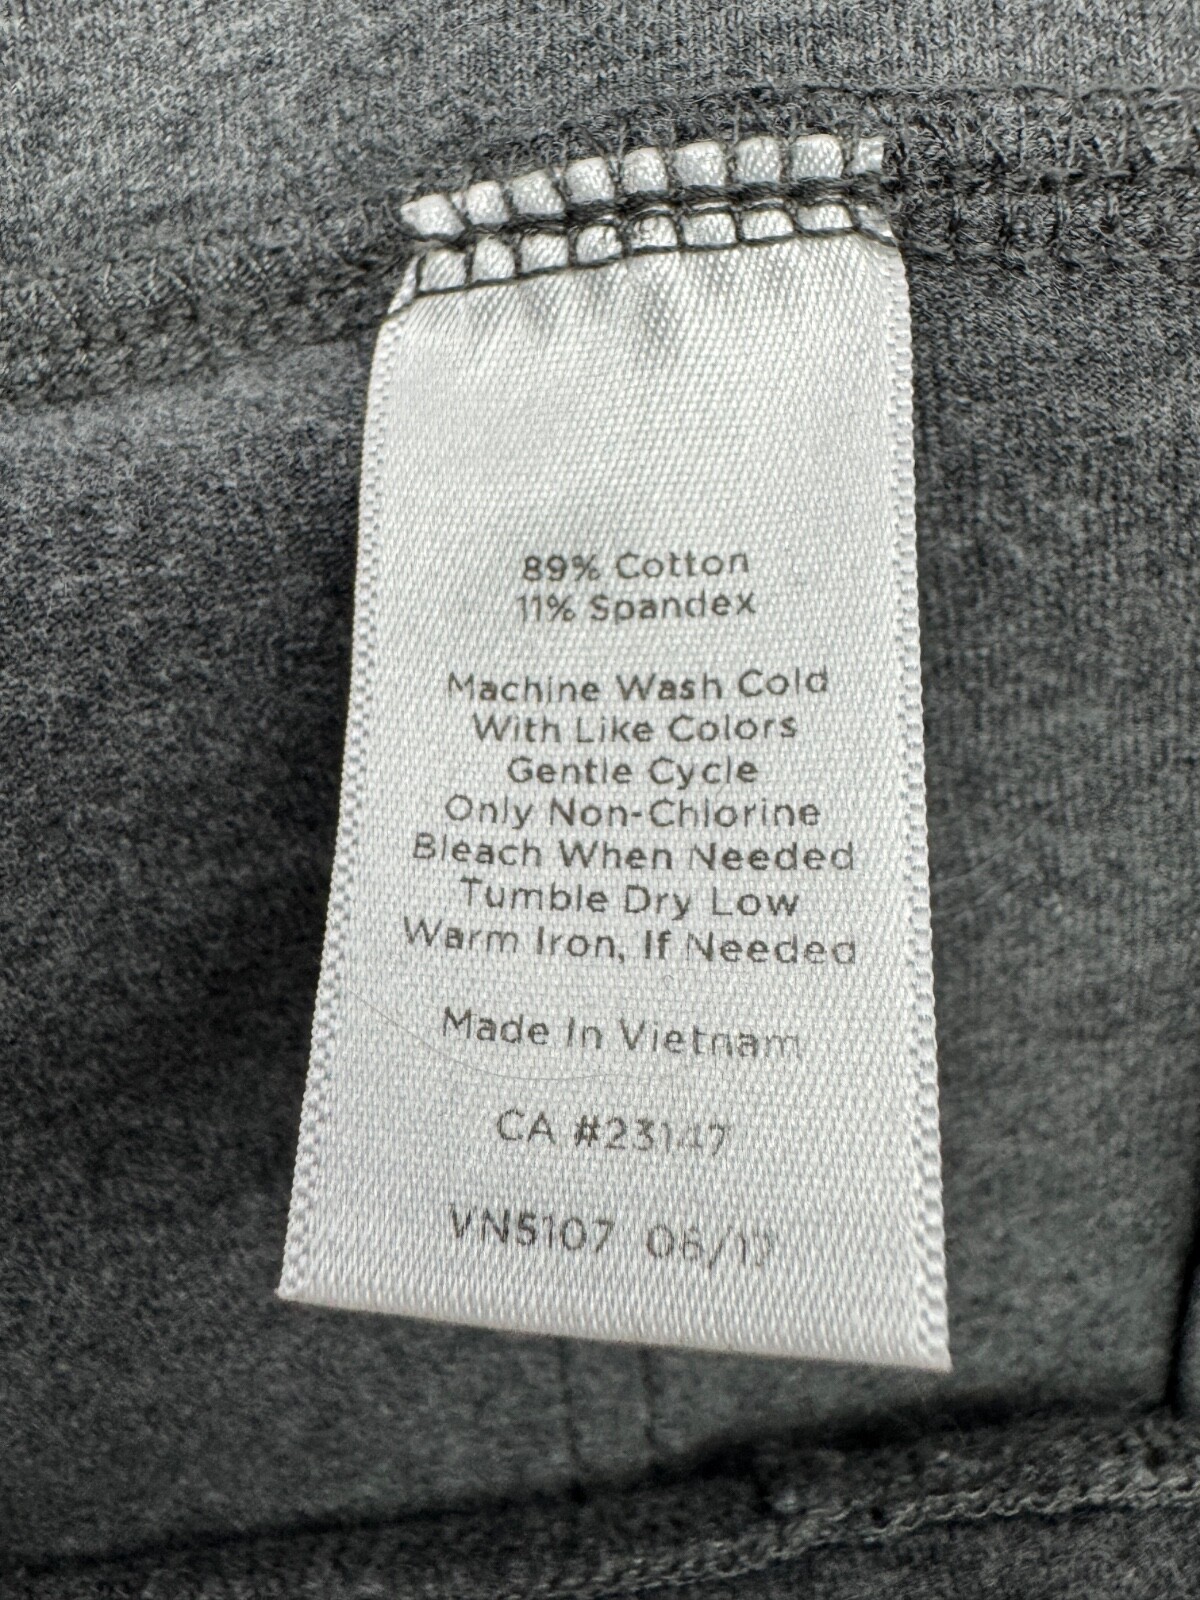 89% Cotton
11% Spandex
Machine Wash Cold
With Like Colors
Gentle Cycle
Only Non-Chlorine
Bleach When Needed
Tumble Dry Low
Warm Iron, If Needed
Made In Vietnam
CA #23147
VN5107 06/17